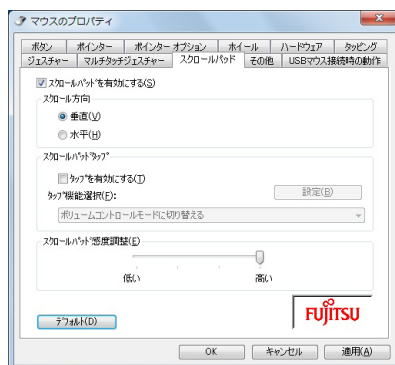 マウスのプロパティ
ボタン ポインター ポインター オプション ホイール ハードウェア タッピング
ジェスチャー マルチタッチジェスチャー スクロールパッド その他 USBマウス接続時の動作
スクロールパッドを有効にする(S)
スクロール方向
垂直(V)
水平(H)
スクロールパッドタップ
タップを有効にする(T)
タップ機能選択(F): 設定(B)
ボリュームコントロールモードに切り替える
スクロールパッド感度調整(E)
低い 高い
デフォルト(D)
FUJITSU
OK キャンセル 適用(A)